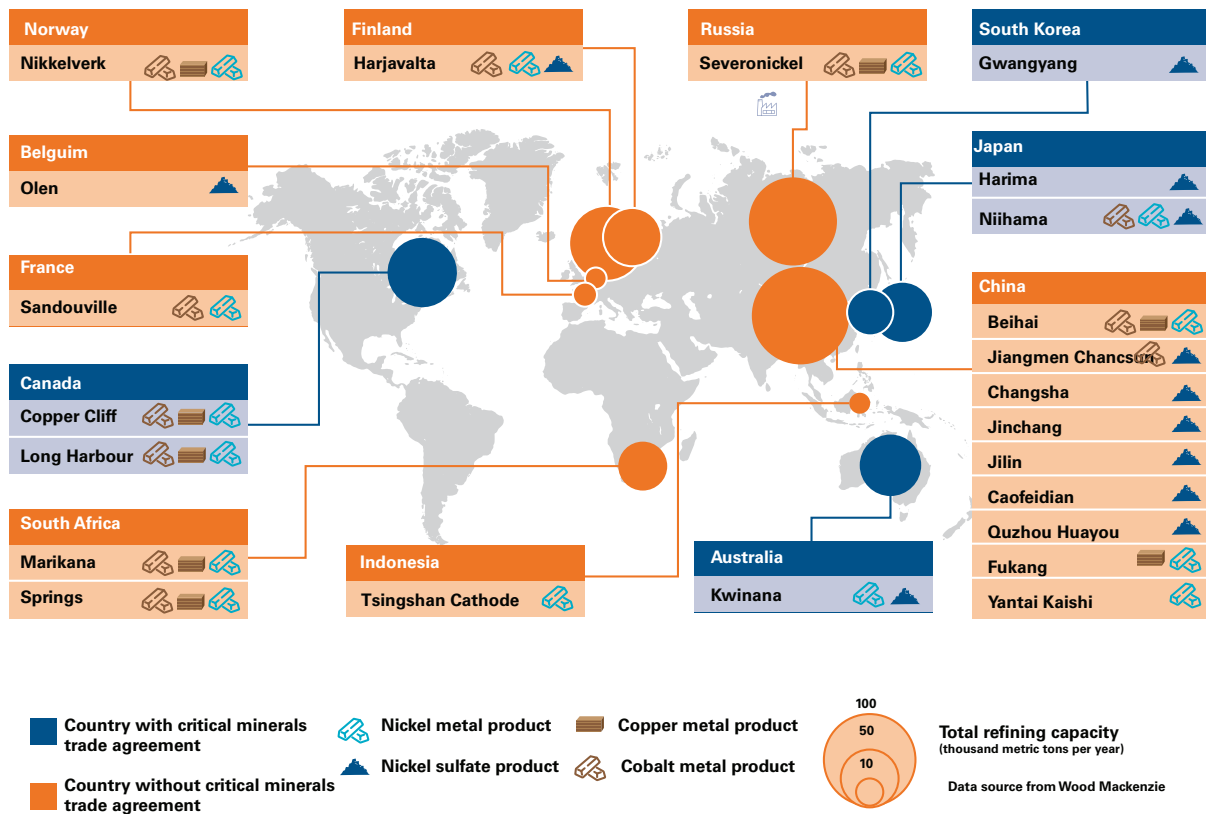 Norway
Nikkelverk
Finland
Harjavalta
Russia
Severonickel
South Korea
Gwangyang
Belguim
Olen
Japan
Harima
Niihama
France
Sandouville
China
Beihai
Jiangmen Chancsun
Changsha
Jinchang
Jilin
Caofeidian
Quzhou Huayou
Fukang
Yantai Kaishi
Canada
Copper Cliff
Long Harbour
South Africa
Marikana
Springs
Indonesia
Tsingshan Cathode
Australia
Kwinana
Country with critical minerals
trade agreement
Country without critical minerals
trade agreement
Nickel metal product
Nickel sulfate product
Copper metal product
Cobalt metal product
100
50
10
Total refining capacity
(thousand metric tons per year)
Data source from Wood Mackenzie